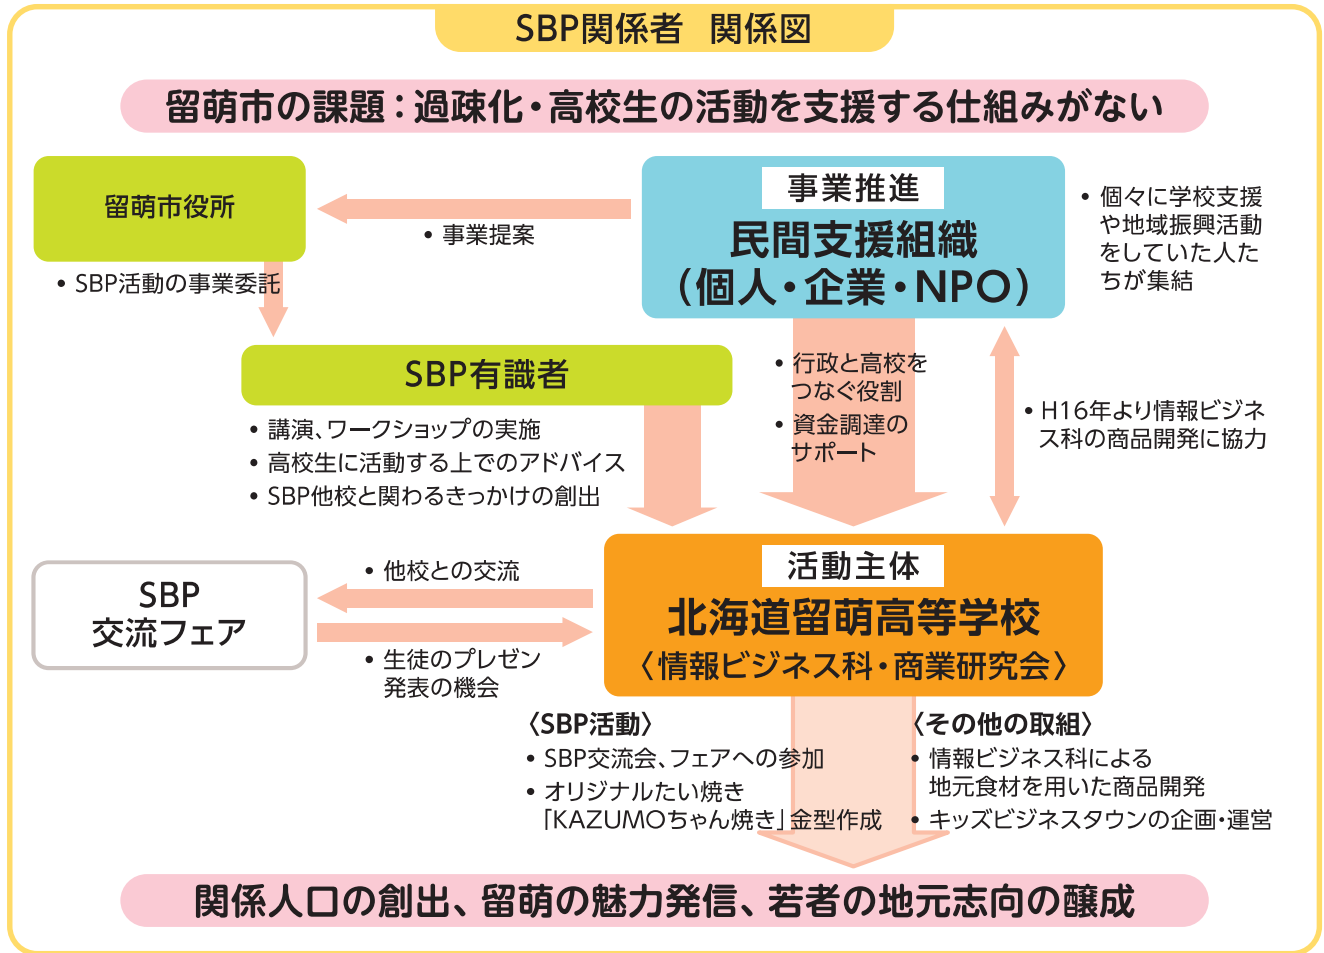 SBP関係者 関係図
留萌市の課題：過疎化・高校生の活動を支援する仕組みがない
留萌市役所
• 事業提案
事業推進
民間支援組織
（個人・企業・NPO）
• 個々に学校支援
や地域振興活動
をしていた人た
ちが集結
• SBP活動の事業委託
SBP有識者
• 講演、ワークショップの実施
• 高校生に活動する上でのアドバイス
• SBP他校と関わるきっかけの創出
• 行政と高校を
つなぐ役割
• 資金調達の
サポート
• H16年より情報ビジネ
ス科の商品開発に協力
SBP
交流フェア
• 他校との交流
• 生徒のプレゼン
発表の機会
活動主体
北海道留萌高等学校
〈情報ビジネス科・商業研究会〉
〈SBP活動〉
• SBP交流会、フェアへの参加
• オリジナルたい焼き
「KAZUMOちゃん焼き」金型作成
〈その他の取組〉
• 情報ビジネス科による
地元食材を用いた商品開発
• キッズビジネスタウンの企画・運営
関係人口の創出、留萌の魅力発信、若者の地元志向の醸成